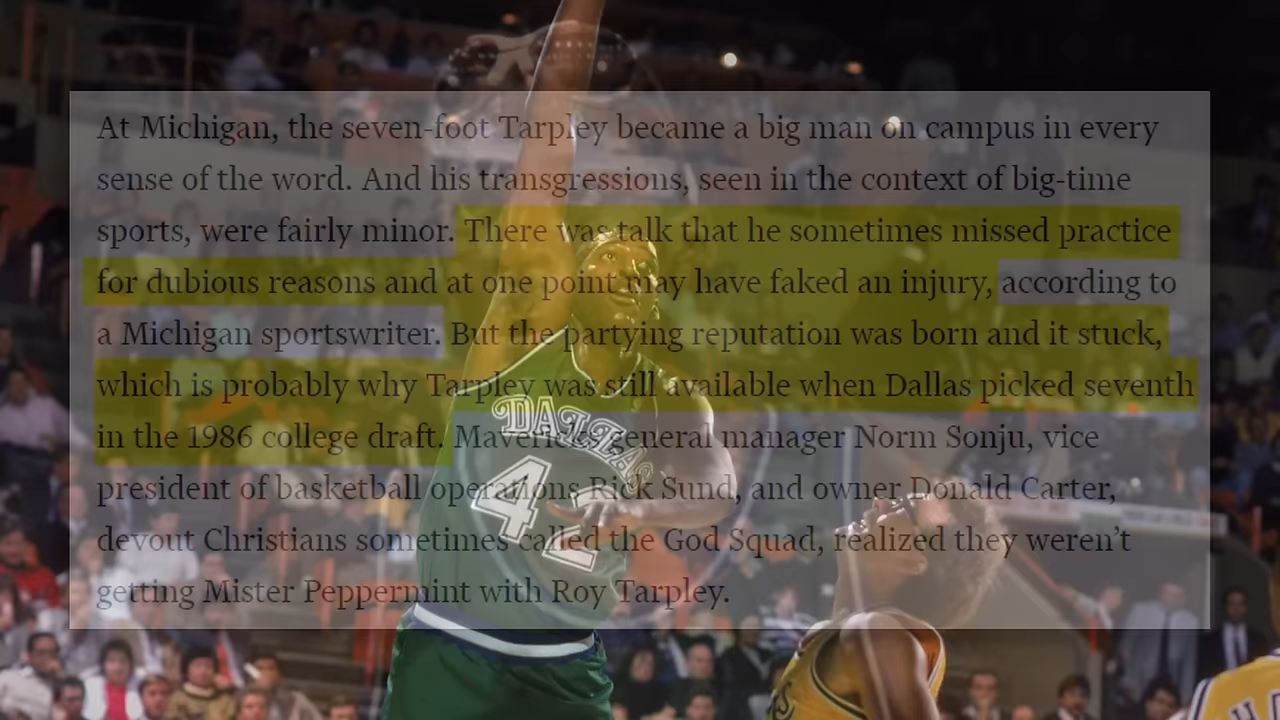 At Michigan, the seven-foot Tarpley became a big man on campus in every
sense of the word. And his transgressions, seen in the context of big-time
sports, were fairly minor. There was talk that he sometimes missed practice
for dubious reasons and at one point may have faked an injury, according to
a Michigan sportswriter. But the partying reputation was born and it stuck,
which is probably why Tarpley was still available when Dallas picked seventh
in the 1986 college draft. Mavericks general manager Norm Sonju, vice
president of basketball operations Rick Sund, and owner Donald Carter,
devout Christians sometimes called the God Squad, realized they weren’t
getting Mister Peppermint with Roy Tarpley.
DALLAS
42